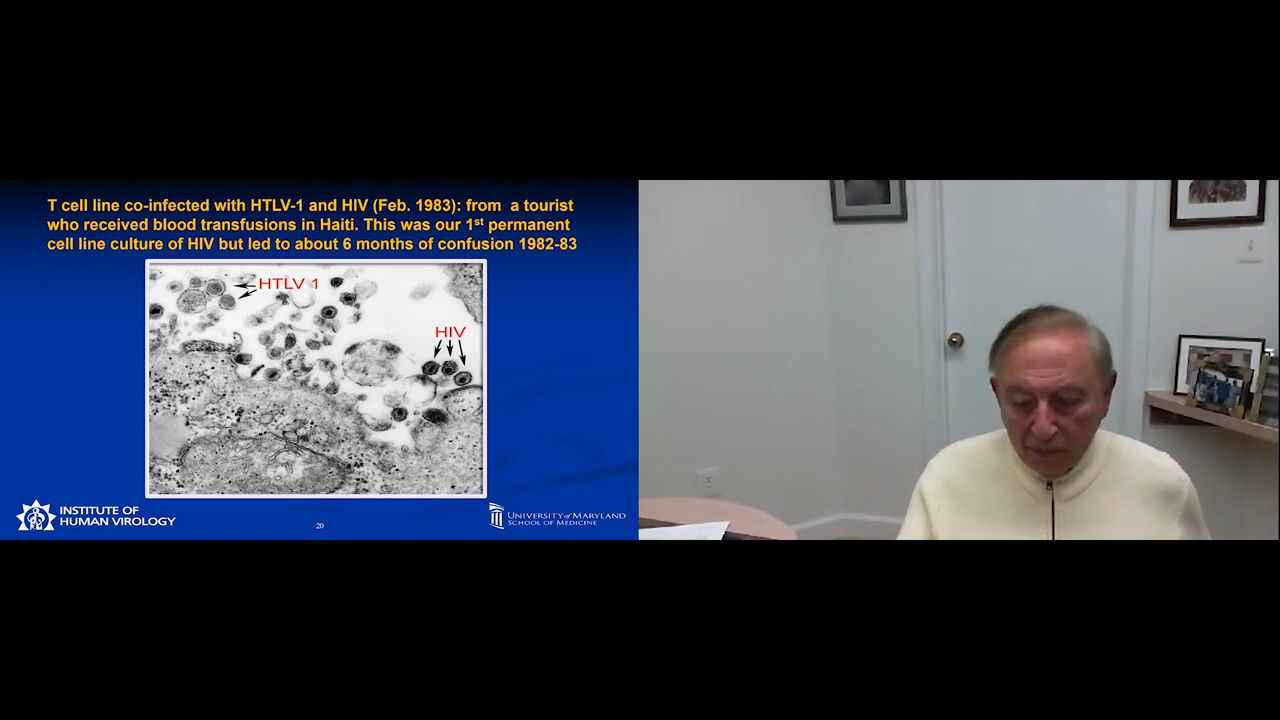 T cell line co-infected with HTLV-1 and HIV (Feb. 1983): from a tourist
who received blood transfusions in Haiti. This was our 1st permanent
cell line culture of HIV but led to about 6 months of confusion 1982-83
HTLV 1
HIV
INSTITUTE OF
HUMAN VIROLOGY
20
UNIVERSITY of MARYLAND
SCHOOL OF MEDICINE